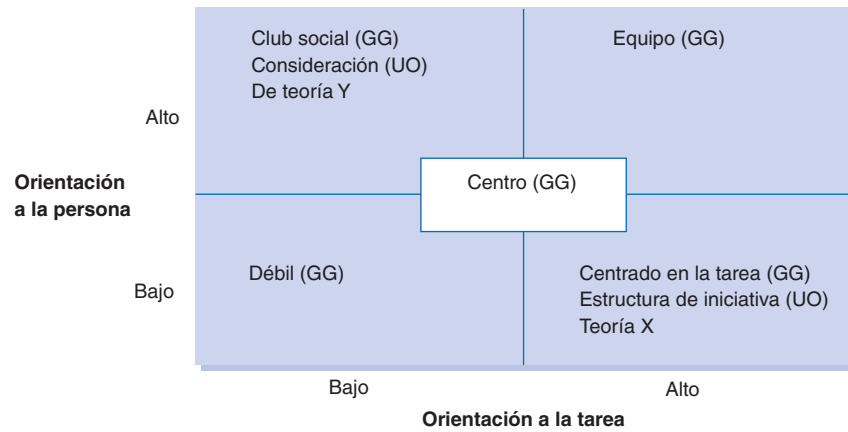 Club social (GG)
Consideración (UO)
De teoría Y
Equipo (GG)
Alto
Orientación
a la persona
Centro (GG)
Débil (GG)
Centrado en la tarea (GG)
Estructura de iniciativa (UO)
Teoría X
Bajo
Bajo
Alto
Orientación a la tarea